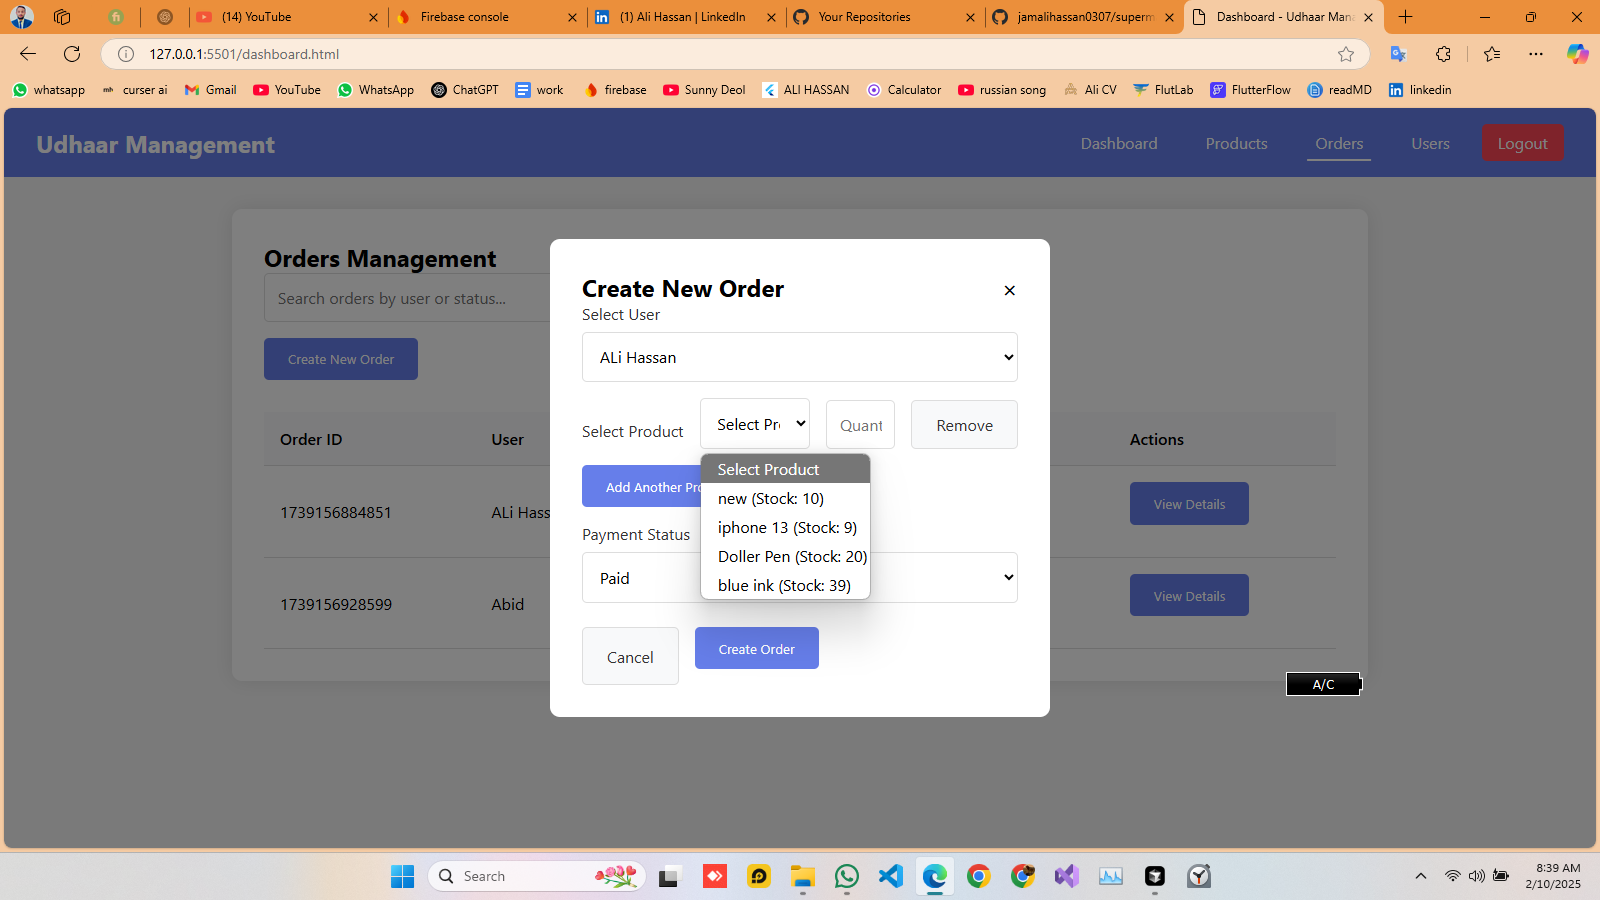 (14) YouTube
Firebase console
(1) Ali Hassan | LinkedIn
Your Repositories
jamalihassan0307/superm
Dashboard - Udhaar Man
127.0.0.1:5501/dashboard.html
whatsapp
curser ai
Gmail
YouTube
WhatsApp
ChatGPT
work
firebase
Sunny Deol
ALI HASSAN
Calculator
russian song
Ali CV
FlutLab
FlutterFlow
readMD
linkedin
Udhaar Management
Dashboard
Products
Orders
Users
Logout
Orders Management
Search orders by user or status...
Create New Order
Order ID
User
Actions
1739156884851
ALi Hass
View Details
1739156928599
Abid
View Details
Create New Order
×
Select User
ALi Hassan
Select Product
Select Pr
Quant
Remove
Select Product
new (Stock: 10)
iphone 13 (Stock: 9)
Doller Pen (Stock: 20)
blue ink (Stock: 39)
Add Another Pro
Payment Status
Paid
Cancel
Create Order
A/C
Search
8:39 AM
2/10/2025